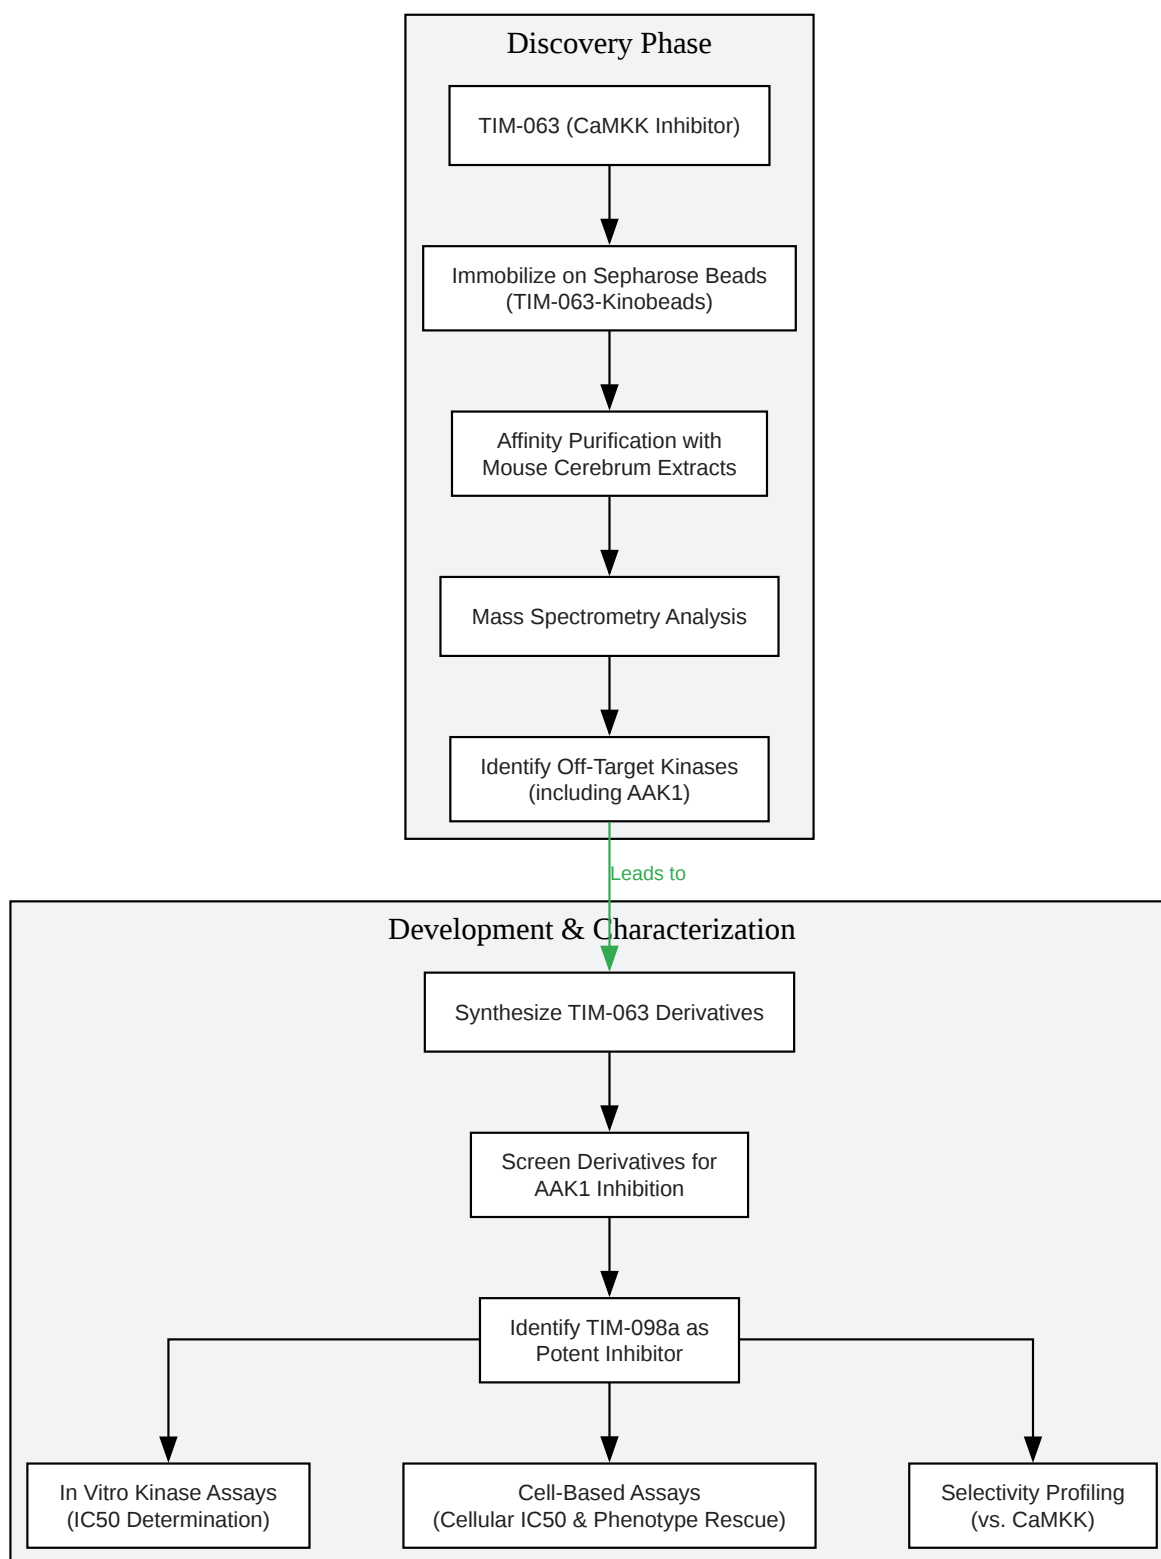 Discovery Phase
TIM-063 (CaMKK Inhibitor)
Immobilize on Sepharose Beads
(TIM-063-Kinobeads)
Affinity Purification with
Mouse Cerebrum Extracts
Mass Spectrometry Analysis
Identify Off-Target Kinases
(including AAK1)
Leads to
Development & Characterization
Synthesize TIM-063 Derivatives
Screen Derivatives for
AAK1 Inhibition
Identify TIM-098a as
Potent Inhibitor
In Vitro Kinase Assays
(IC50 Determination)
Cell-Based Assays
(Cellular IC50 & Phenotype Rescue)
Selectivity Profiling
(vs. CaMKK)